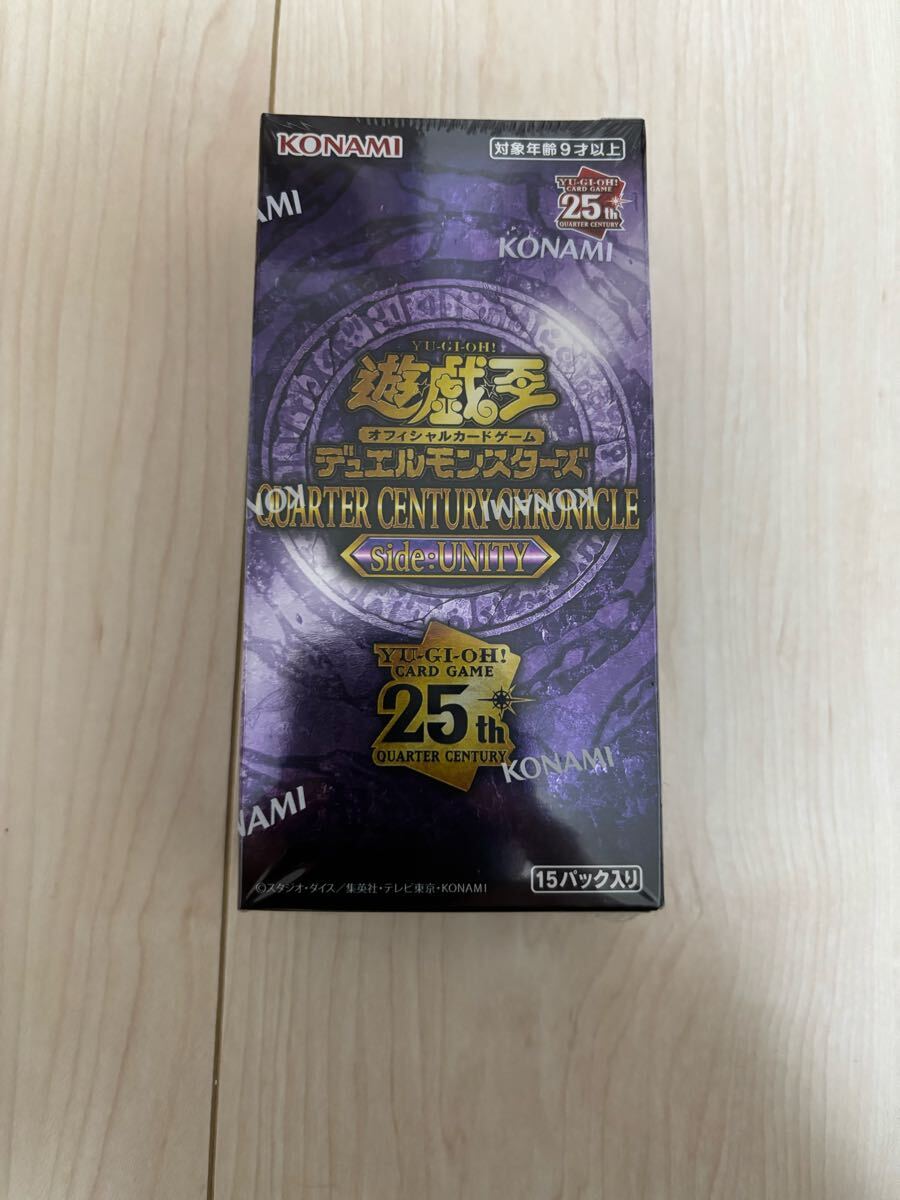 KONAMI
対象年齢9才以上
YU-GI-OH!
CARD GAME
25th
QUARTER CENTURY
AMI
KONAMI
YU-GI-OH!
遊戯王
オフィシャルカードゲーム
デュエルモンスターズ
KON
KONAMI
QUARTER CENTURY CHRONICLE
side:UNITY
YU-GI-OH!
CARD GAME
25th
QUARTER CENTURY
KONAMI
AMI
©スタジオ・ダイス/集英社・テレビ東京・KONAMI
15パック入り